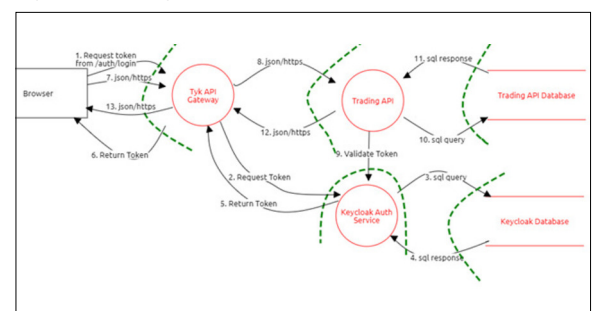 1. Request token
from /auth/login
7. json/https
Browser
13. json/https
6. Return Token
Tyk API
Gateway
8. json/https
12. json/https
2. Request Token
5. Return Token
Trading API
9. Validate Token
11. sql response
Trading API Database
10. sql query
3. sql query
Keycloak Auth
Service
Keycloak Database
4. sql response